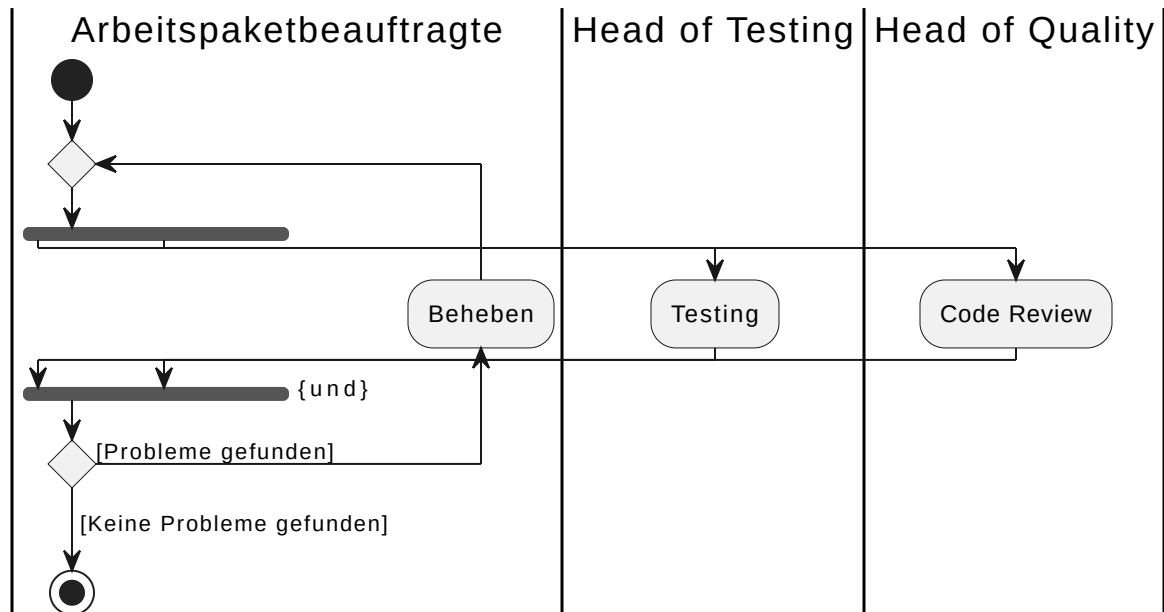 Arbeitspaketbeauftragte
Head of Testing
Head of Quality
Beheben
Testing
Code Review
{und}
[Probleme gefunden]
[Keine Probleme gefunden]